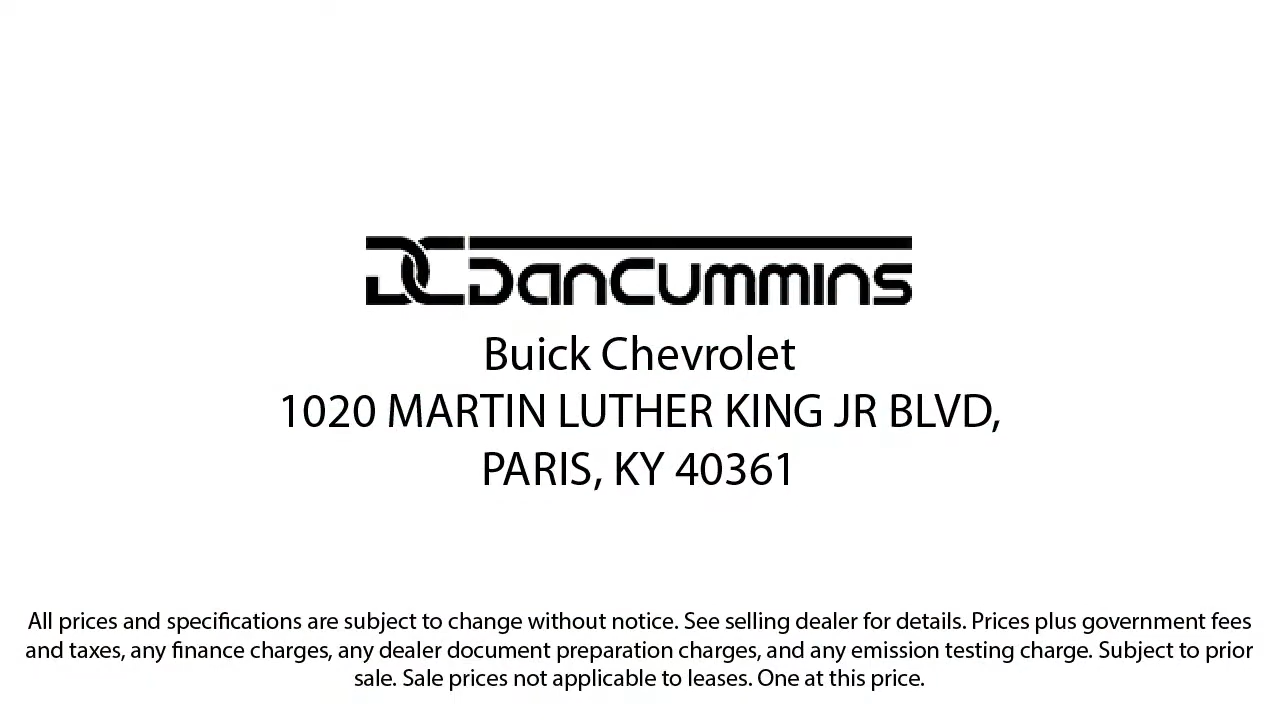 DC DanCummins
Buick Chevrolet
1020 MARTIN LUTHER KING JR BLVD,
PARIS, KY 40361
All prices and specifications are subject to change without notice. See selling dealer for details. Prices plus government fees
and taxes, any finance charges, any dealer document preparation charges, and any emission testing charge. Subject to prior
sale. Sale prices not applicable to leases. One at this price.